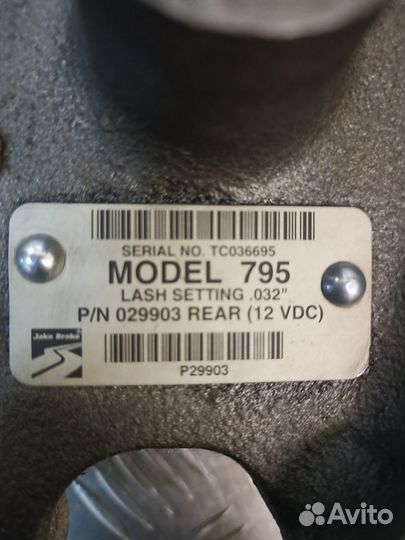 SERIAL NO. TC036695
MODEL 795
LASH SETTING .032"
P/N 029903 REAR (12 VDC)
Jake Brake
P29903
Avito